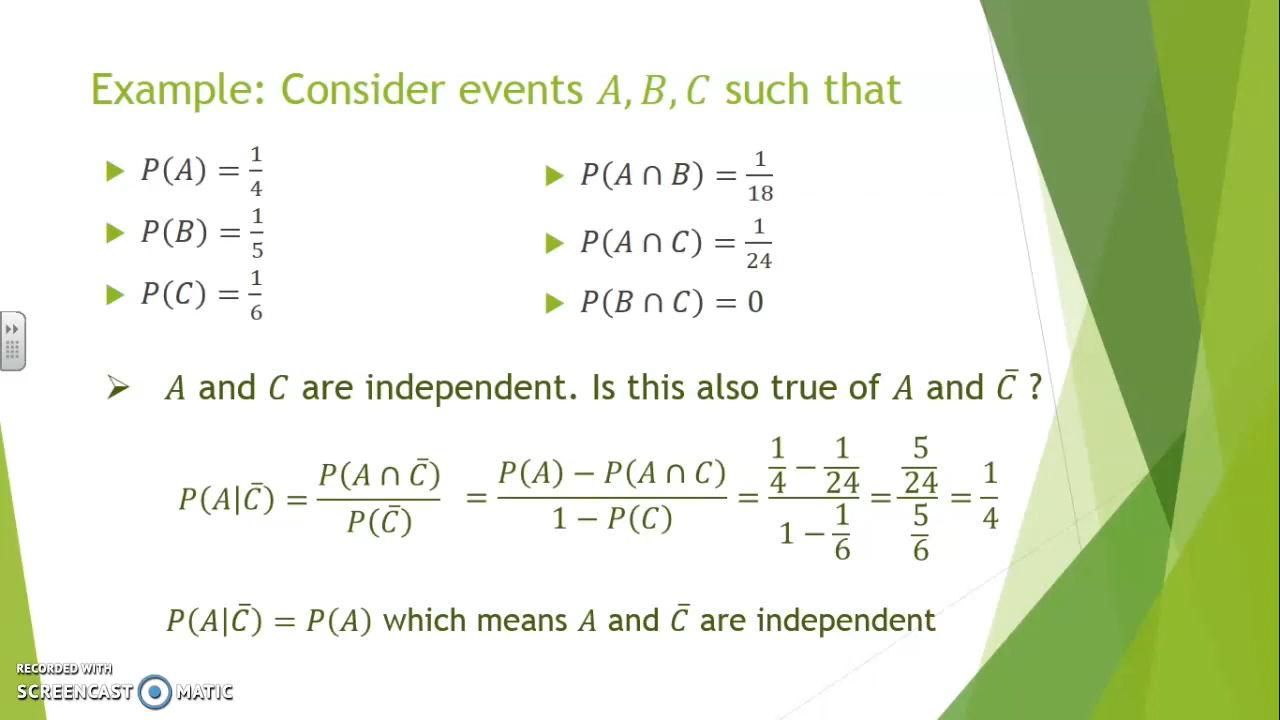 Example: Consider events A, B, C such that
P(A) = 1/4
P(B) = 1/5
P(C) = 1/6
P(A ∩ B) = 1/18
P(A ∩ C) = 1/24
P(B ∩ C) = 0
A and C are independent. Is this also true of A and C̄ ?
P(A|C̄) = P(A ∩ C̄)/P(C̄) = (P(A) − P(A ∩ C))/(1 − P(C)) = (1/4 − 1/24)/(1 − 1/6) = (5/24)/(5/6) = 1/4
P(A|C̄) = P(A) which means A and C̄ are independent
RECORDED WITH
SCREENCAST MATIC